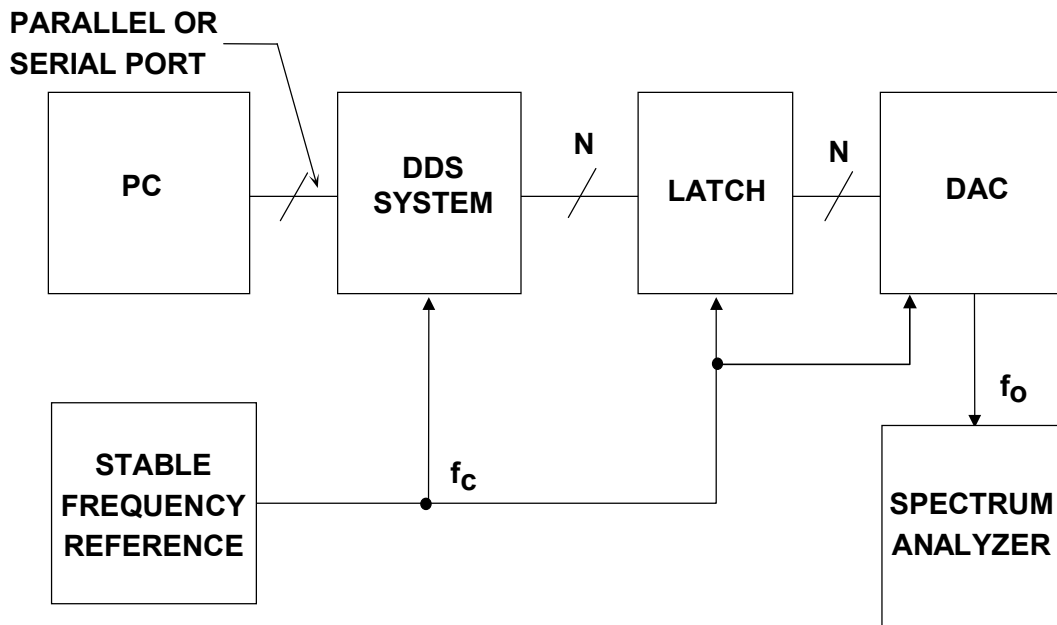 PARALLEL OR
SERIAL PORT
PC
DDS
SYSTEM
N
LATCH
N
DAC
fo
STABLE
FREQUENCY
REFERENCE
fc
SPECTRUM
ANALYZER